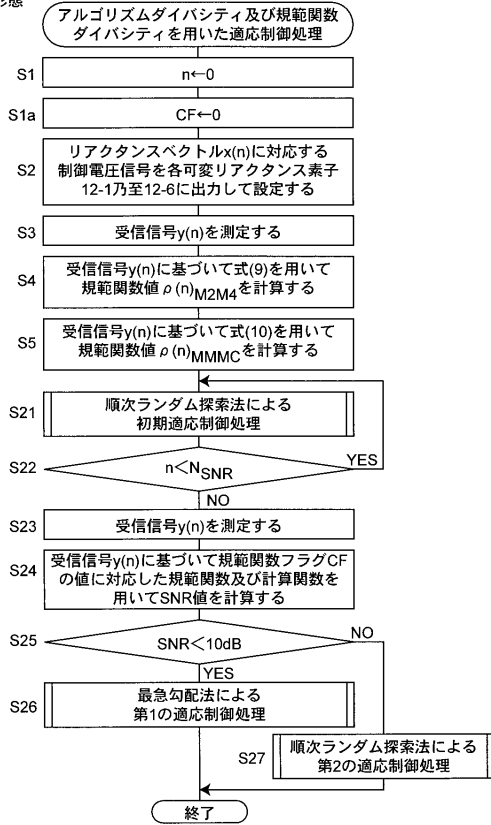 形態
アルゴリズムダイバシティ及び規範関数
ダイバシティを用いた適応制御処理
S1
n←0
S1a
CF←0
S2
リアクタンスベクトルx(n)に対応する
制御電圧信号を各可変リアクタンス素子
12-1乃至12-6に出力して設定する
S3
受信信号y(n)を測定する
S4
受信信号y(n)に基づいて式(9)を用いて
規範関数値ρ(n)M2M4を計算する
S5
受信信号y(n)に基づいて式(10)を用いて
規範関数値ρ(n)MMMCを計算する
S21
順次ランダム探索法による
初期適応制御処理
S22
n<NSNR
YES
NO
S23
受信信号y(n)を測定する
S24
受信信号y(n)に基づいて規範関数フラグCF
の値に対応した規範関数及び計算関数を
用いてSNR値を計算する
S25
SNR<10dB
NO
YES
S26
最急勾配法による
第1の適応制御処理
S27
順次ランダム探索法による
第2の適応制御処理
終了